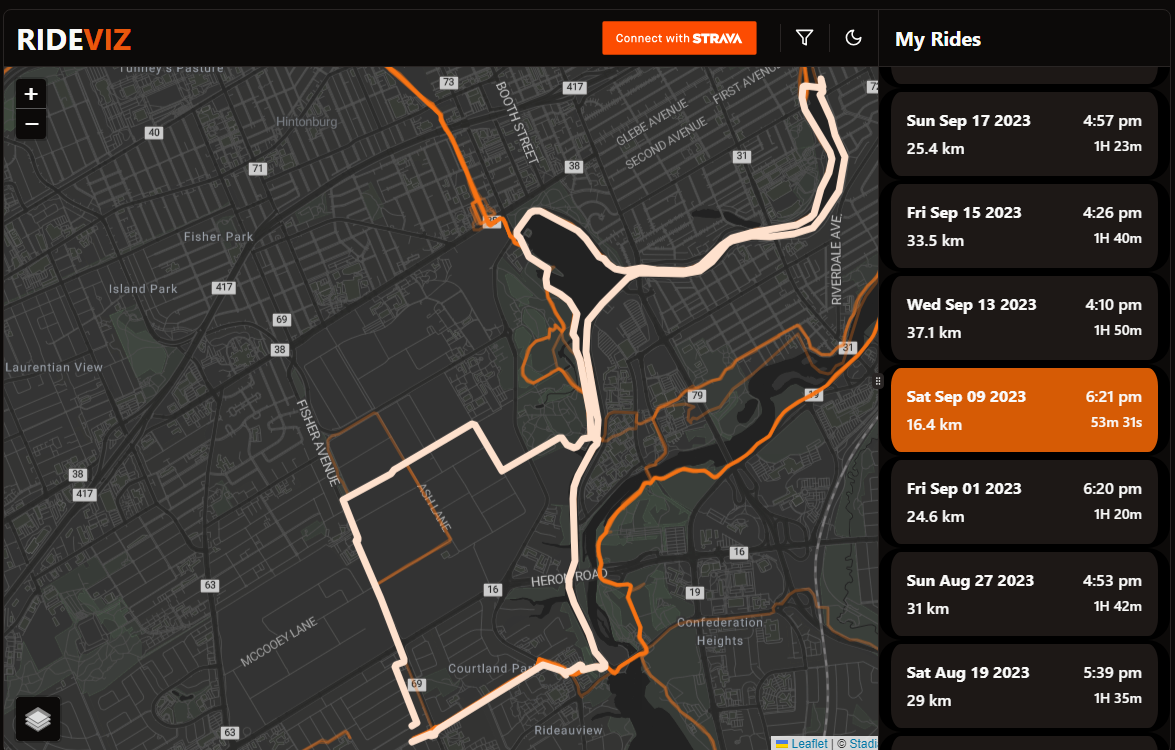 RIDEVIZ
Connect with STRAVA
My Rides
+
−
Tunney's Pasture
73
BOOTH STREET
417
GLEBE AVENUE
FIRST AVENUE
SECOND AVENUE
40
Hintonburg
71
38
31
Fisher Park
RIVERDALE AVE.
Island Park
417
69
38
Laurentian View
31
79
19
FISHER AVENUE
38
417
ASH LANE
16
HERON ROAD
63
16
19
Confederation
Heights
MCCOOEY LANE
Courtland Park
69
63
Rideauview
Leaflet | © Stadi
Sun Sep 17 2023 4:57 pm
25.4 km 1H 23m
Fri Sep 15 2023 4:26 pm
33.5 km 1H 40m
Wed Sep 13 2023 4:10 pm
37.1 km 1H 50m
Sat Sep 09 2023 6:21 pm
16.4 km 53m 31s
Fri Sep 01 2023 6:20 pm
24.6 km 1H 20m
Sun Aug 27 2023 4:53 pm
31 km 1H 42m
Sat Aug 19 2023 5:39 pm
29 km 1H 35m